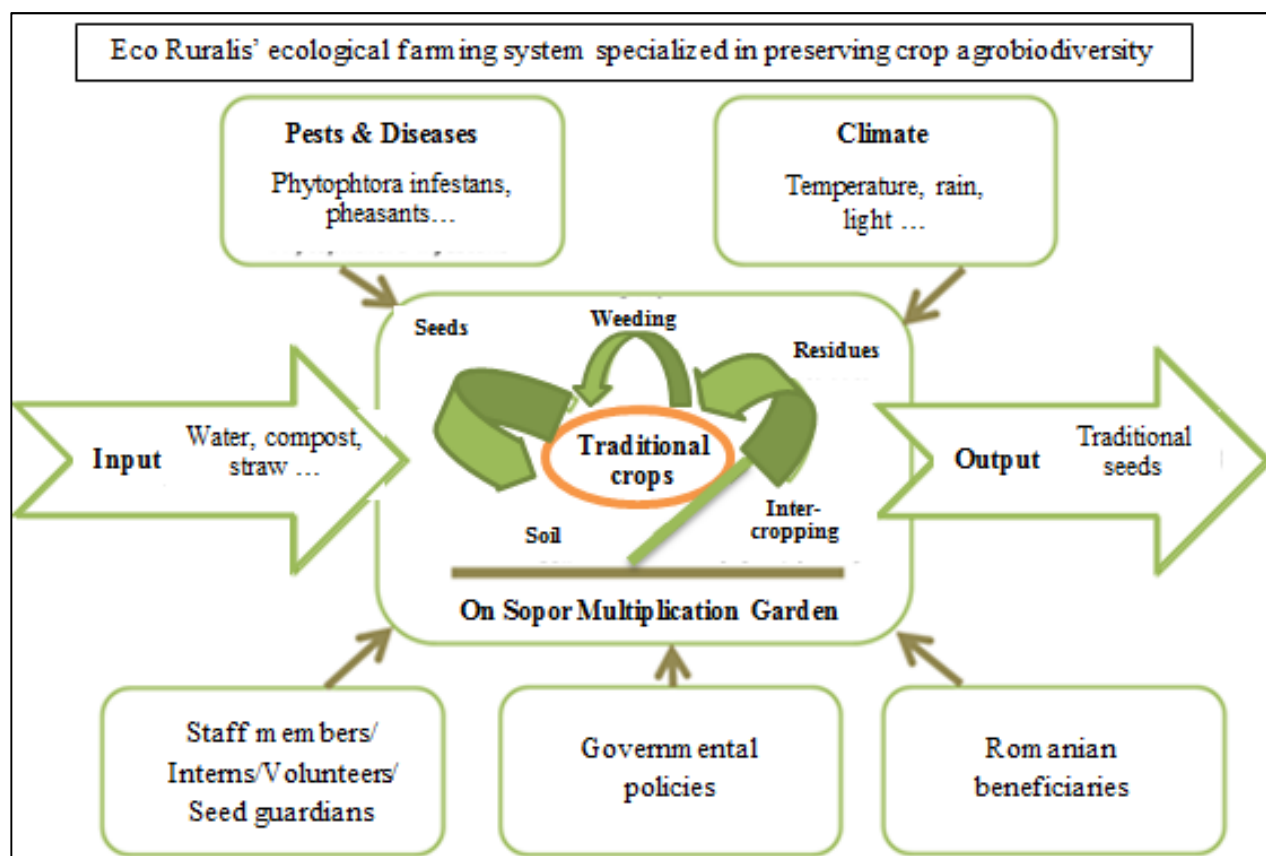 Eco Ruralis' ecological farming system specialized in preserving crop agrobiodiversity
Pests & Diseases
Phytophtora infestans,
pheasants…
Climate
Temperature, rain,
light …
Seeds
Weeding
Residues
Input
Water, compost,
straw …
Traditional
crops
Output
Traditional
seeds
Soil
Inter-
cropping
On Sopor Multiplication Garden
Staff members/
Interns/Volunteers/
Seed guardians
Governmental
policies
Romanian
beneficiaries